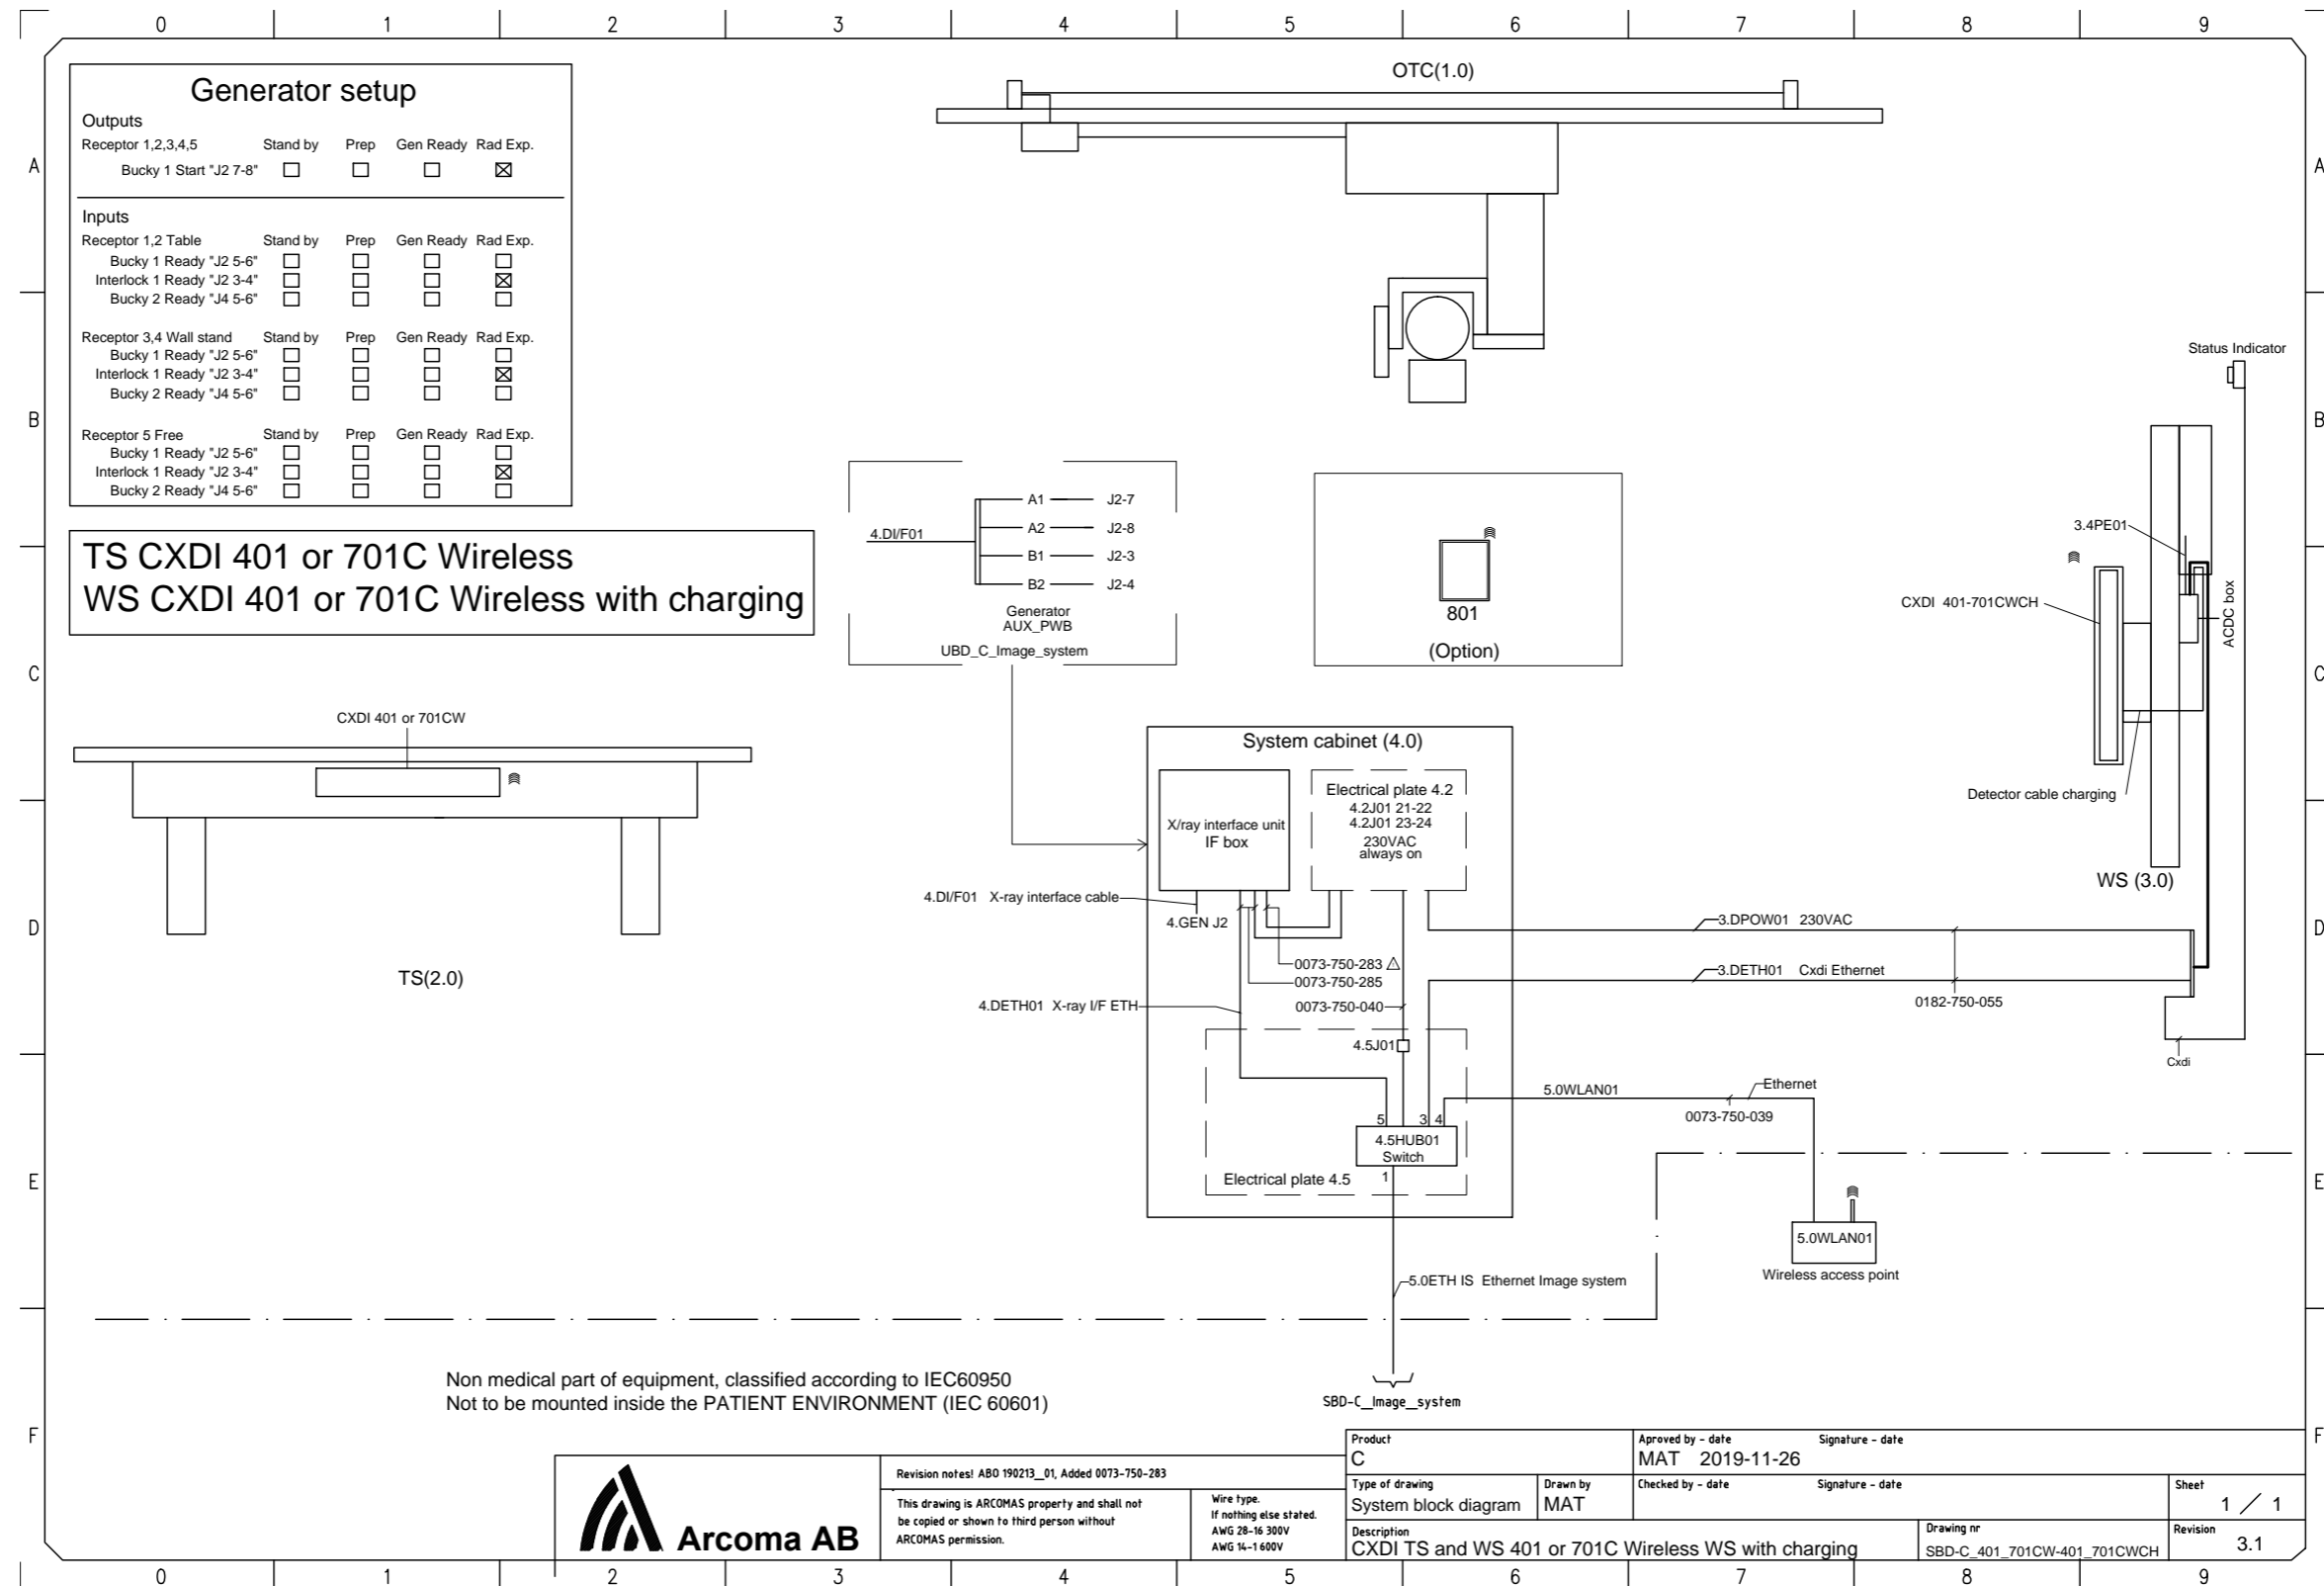 0 1 2 3 4 5 6 7 8 9
A A
B B
C C
D D
E E
F F
Generator setup
Outputs
Receptor 1,2,3,4,5 Stand by Prep Gen Ready Rad Exp.
Bucky 1 Start "J2 7-8"
Inputs
Receptor 1,2 Table Stand by Prep Gen Ready Rad Exp.
Bucky 1 Ready "J2 5-6"
Interlock 1 Ready "J2 3-4"
Bucky 2 Ready "J4 5-6"
Receptor 3,4 Wall stand Stand by Prep Gen Ready Rad Exp.
Bucky 1 Ready "J2 5-6"
Interlock 1 Ready "J2 3-4"
Bucky 2 Ready "J4 5-6"
Receptor 5 Free Stand by Prep Gen Ready Rad Exp.
Bucky 1 Ready "J2 5-6"
Interlock 1 Ready "J2 3-4"
Bucky 2 Ready "J4 5-6"
TS CXDI 401 or 701C Wireless
WS CXDI 401 or 701C Wireless with charging
OTC(1.0)
Status Indicator
4.DI/F01
A1 J2-7
A2 J2-8
B1 J2-3
B2 J2-4
Generator
AUX_PWB
UBD_C_Image_system
801
(Option)
3.4PE01
CXDI 401-701CWCH
ACDC box
Detector cable charging
WS (3.0)
CXDI 401 or 701CW
TS(2.0)
System cabinet (4.0)
X/ray interface unit
IF box
Electrical plate 4.2
4.2J01 21-22
4.2J01 23-24
230VAC
always on
4.DI/F01 X-ray interface cable
4.GEN J2
0073-750-283
0073-750-285
4.DETH01 X-ray I/F ETH
0073-750-040
4.5J01
3.DPOW01 230VAC
3.DETH01 Cxdi Ethernet
0182-750-055
Cxdi
5.0WLAN01
Ethernet
0073-750-039
5 3 4
4.5HUB01
Switch
1
Electrical plate 4.5
5.0WLAN01
Wireless access point
5.0ETH IS Ethernet Image system
SBD-C_Image_system
Non medical part of equipment, classified according to IEC60950
Not to be mounted inside the PATIENT ENVIRONMENT (IEC 60601)
Arcoma AB
Revision notes! ABO 190213_01, Added 0073-750-283
This drawing is ARCOMAS property and shall not
be copied or shown to third person without
ARCOMAS permission.
Wire type.
If nothing else stated.
AWG 28-16 300V
AWG 14-1 600V
Product
C
Aproved by - date Signature - date
MAT 2019-11-26
Type of drawing
System block diagram
Drawn by
MAT
Checked by - date Signature - date
Sheet
1 / 1
Description
CXDI TS and WS 401 or 701C Wireless WS with charging
Drawing nr
SBD-C_401_701CW-401_701CWCH
Revision
3.1
0 1 2 3 4 5 6 7 8 9